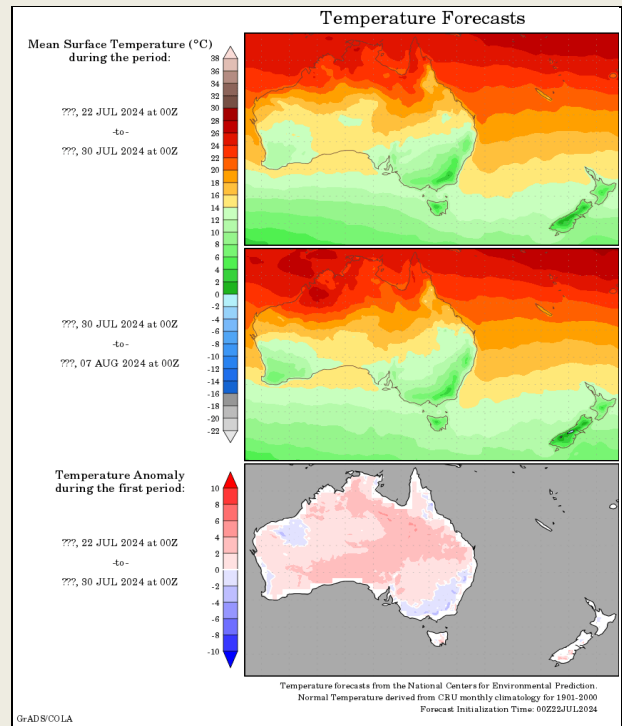 Temperature Forecasts
Mean Surface Temperature (°C)
during the period:
???, 22 JUL 2024 at 00Z
-to-
???, 30 JUL 2024 at 00Z
38
36
34
32
30
28
26
24
22
20
18
16
14
12
10
8
6
4
2
0
-2
-4
-6
-8
-10
-12
-14
-16
-18
-20
-22
???, 30 JUL 2024 at 00Z
-to-
???, 07 AUG 2024 at 00Z
Temperature Anomaly
during the first period:
???, 22 JUL 2024 at 00Z
-to-
???, 30 JUL 2024 at 00Z
10
8
6
4
2
0
-2
-4
-6
-8
-10
Temperature forecasts from the National Centers for Environmental Prediction.
Normal Temperature derived from CRU monthly climatology for 1901-2000
Forecast Initialization Time: 00Z22JUL2024
GrADS/COLA